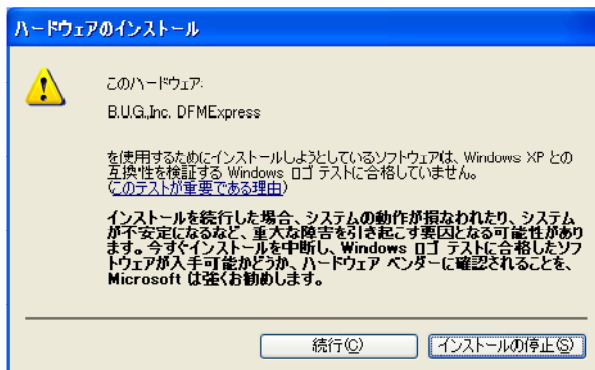 ハードウェアのインストール
このハードウェア:
B.U.G.,Inc. DFMExpress
を使用するためにインストールしようとしているソフトウェアは、Windows XP との
互換性を検証する Windows ロゴ テストに合格していません。
(このテストが重要である理由)
インストールを続行した場合、システムの動作が損なわれたり、システム
が不安定になるなど、重大な障害を引き起こす要因となる可能性があり
ます。今すぐインストールを中断し、Windows ロゴ テストに合格したソフ
トウェアが入手可能かどうか、ハードウェア ベンダーに確認されることを、
Microsoft は強くお勧めします。
続行(C)
インストールの停止(S)